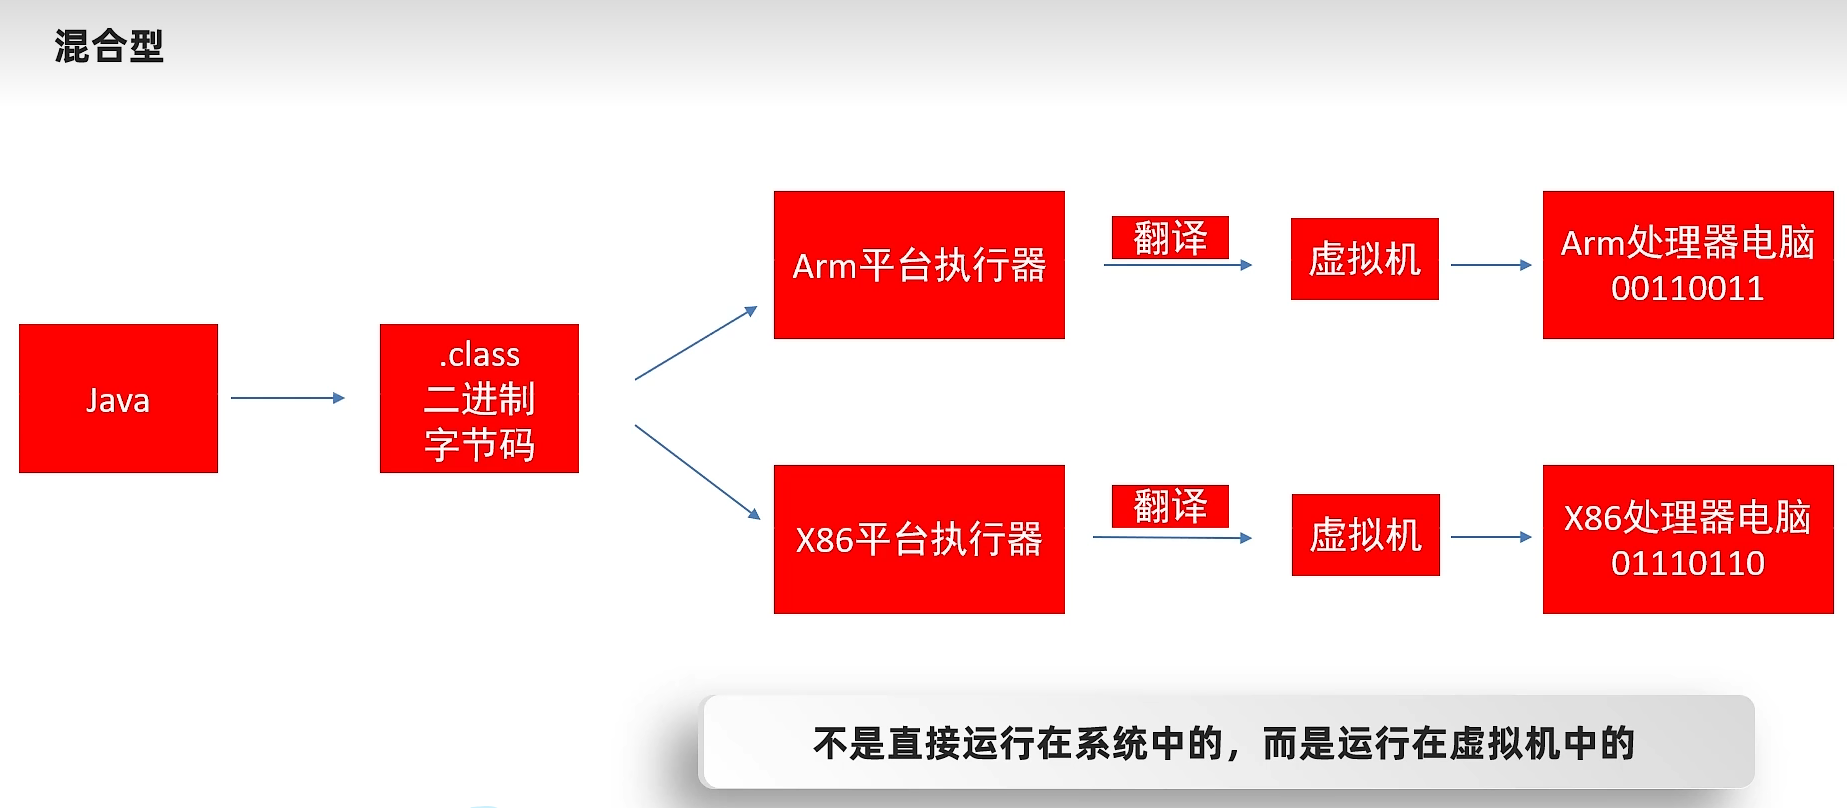 混合型
Java
.class
二进制
字节码
Arm平台执行器
翻译
虚拟机
Arm处理器电脑
00110011
X86平台执行器
翻译
虚拟机
X86处理器电脑
01110110
不是直接运行在系统中的，而是运行在虚拟机中的